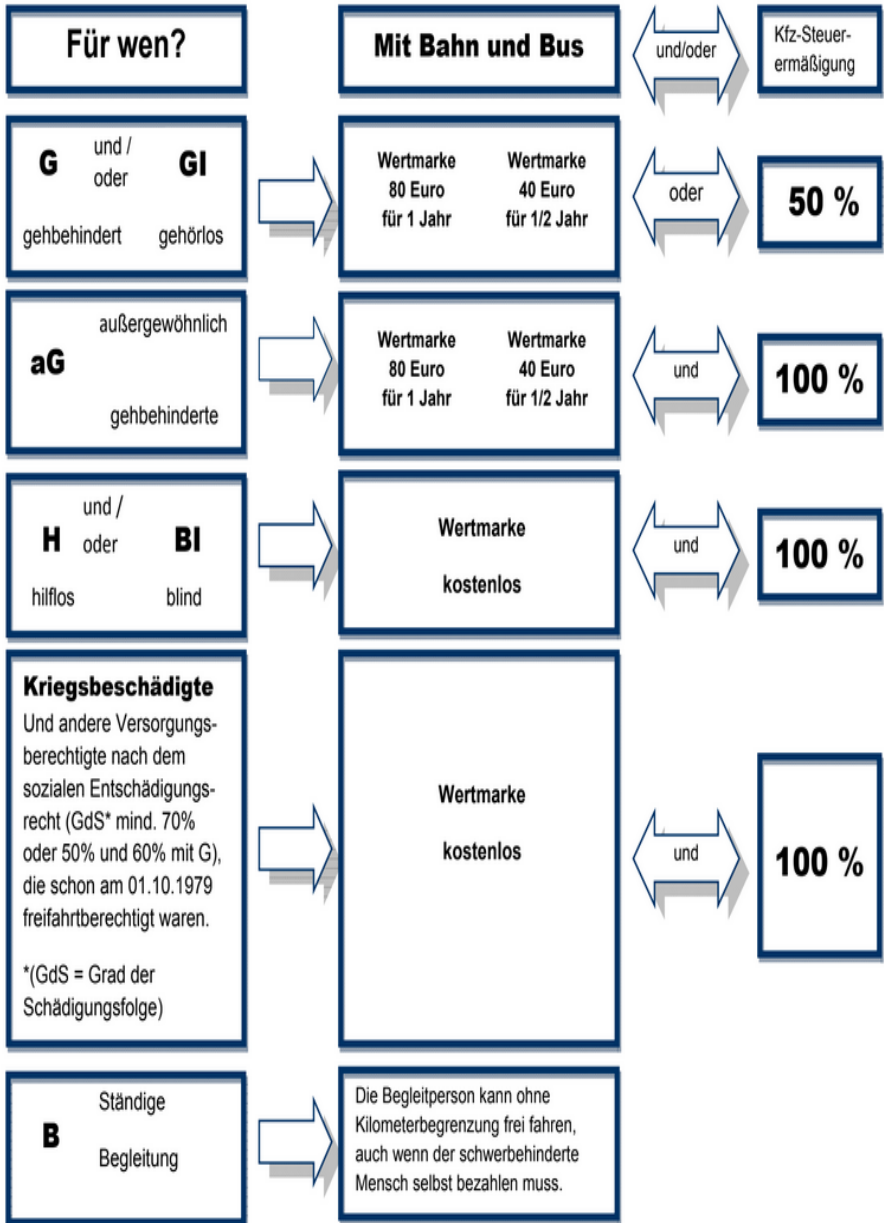 Für wen?
Mit Bahn und Bus
und/oder
Kfz-Steuer-
ermäßigung
G und / oder Gl
gehbehindert gehörlos
Wertmarke
80 Euro
für 1 Jahr
Wertmarke
40 Euro
für 1/2 Jahr
oder
50 %
außergewöhnlich
aG
gehbehinderte
Wertmarke
80 Euro
für 1 Jahr
Wertmarke
40 Euro
für 1/2 Jahr
und
100 %
H und / oder Bl
hilflos blind
Wertmarke
kostenlos
und
100 %
Kriegsbeschädigte
Und andere Versorgungs-
berechtigte nach dem
sozialen Entschädigungs-
recht (GdS* mind. 70%
oder 50% und 60% mit G),
die schon am 01.10.1979
freifahrtberechtigt waren.
*(GdS = Grad der
Schädigungsfolge)
Wertmarke
kostenlos
und
100 %
Ständige
B
Begleitung
Die Begleitperson kann ohne
Kilometerbegrenzung frei fahren,
auch wenn der schwerbehinderte
Mensch selbst bezahlen muss.